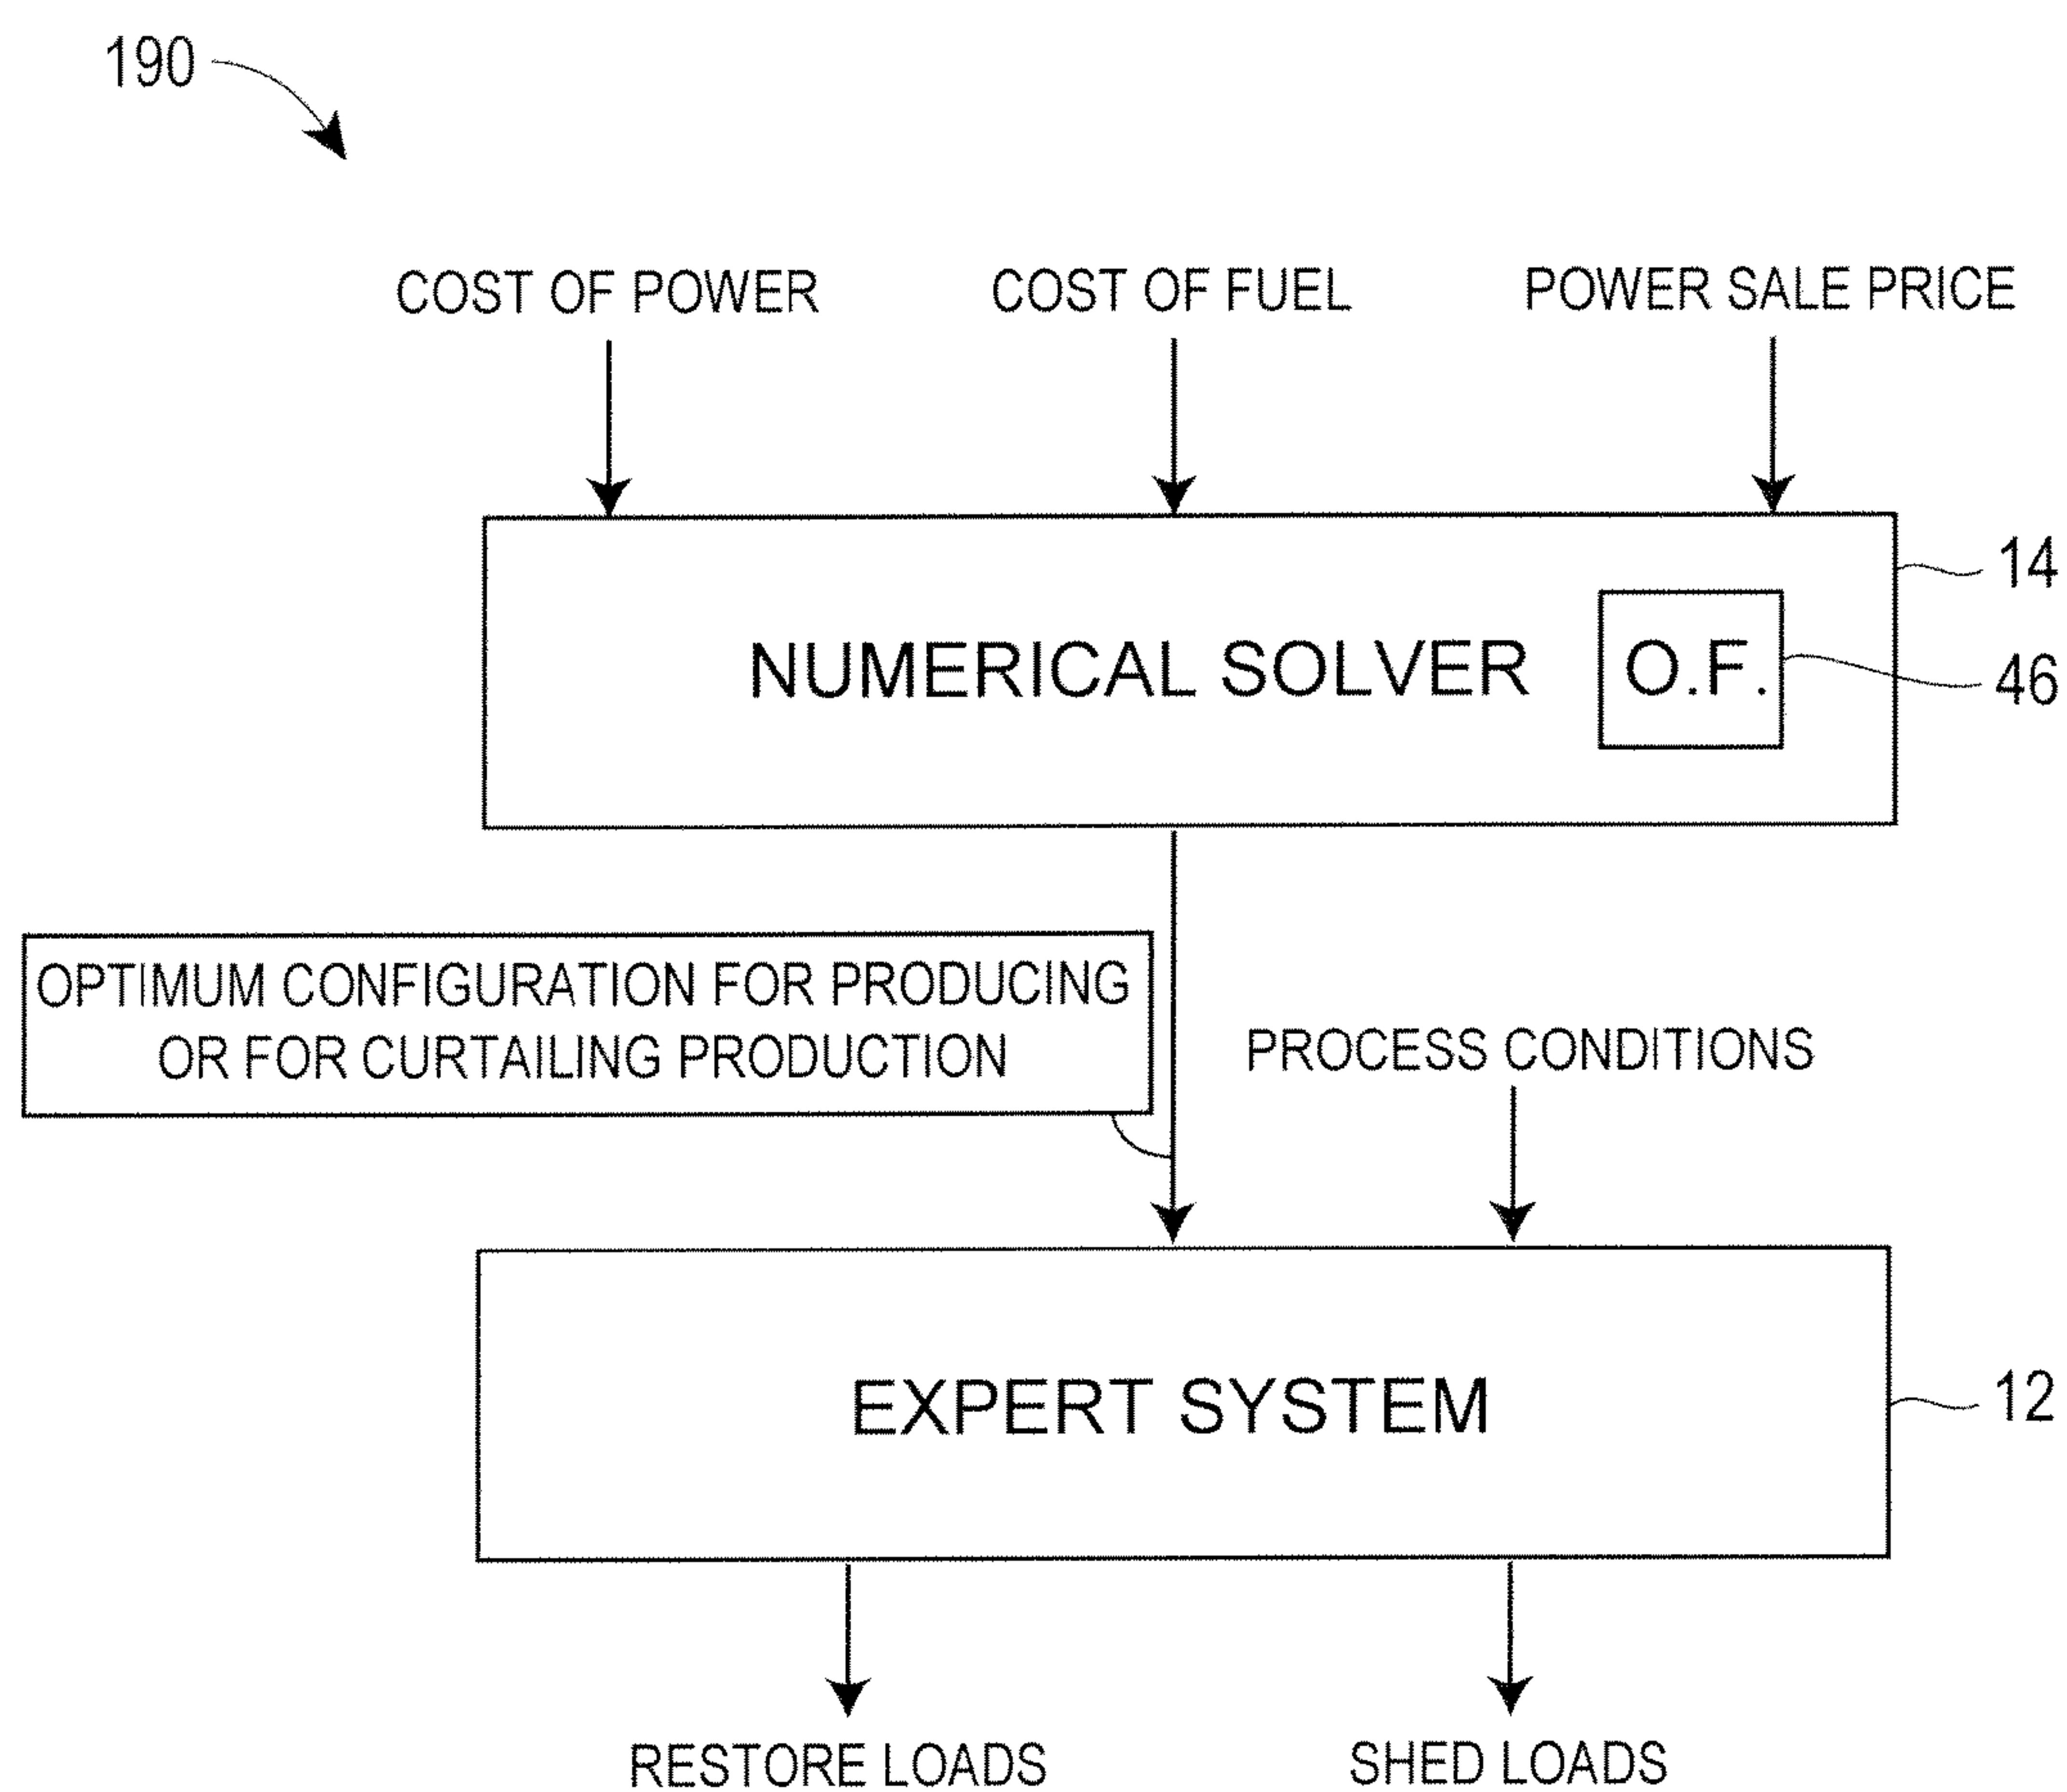 190
COST OF POWER
COST OF FUEL
POWER SALE PRICE
14
NUMERICAL SOLVER
O.F.
46
OPTIMUM CONFIGURATION FOR PRODUCING
OR FOR CURTAILING PRODUCTION
PROCESS CONDITIONS
EXPERT SYSTEM
12
RESTORE LOADS
SHED LOADS